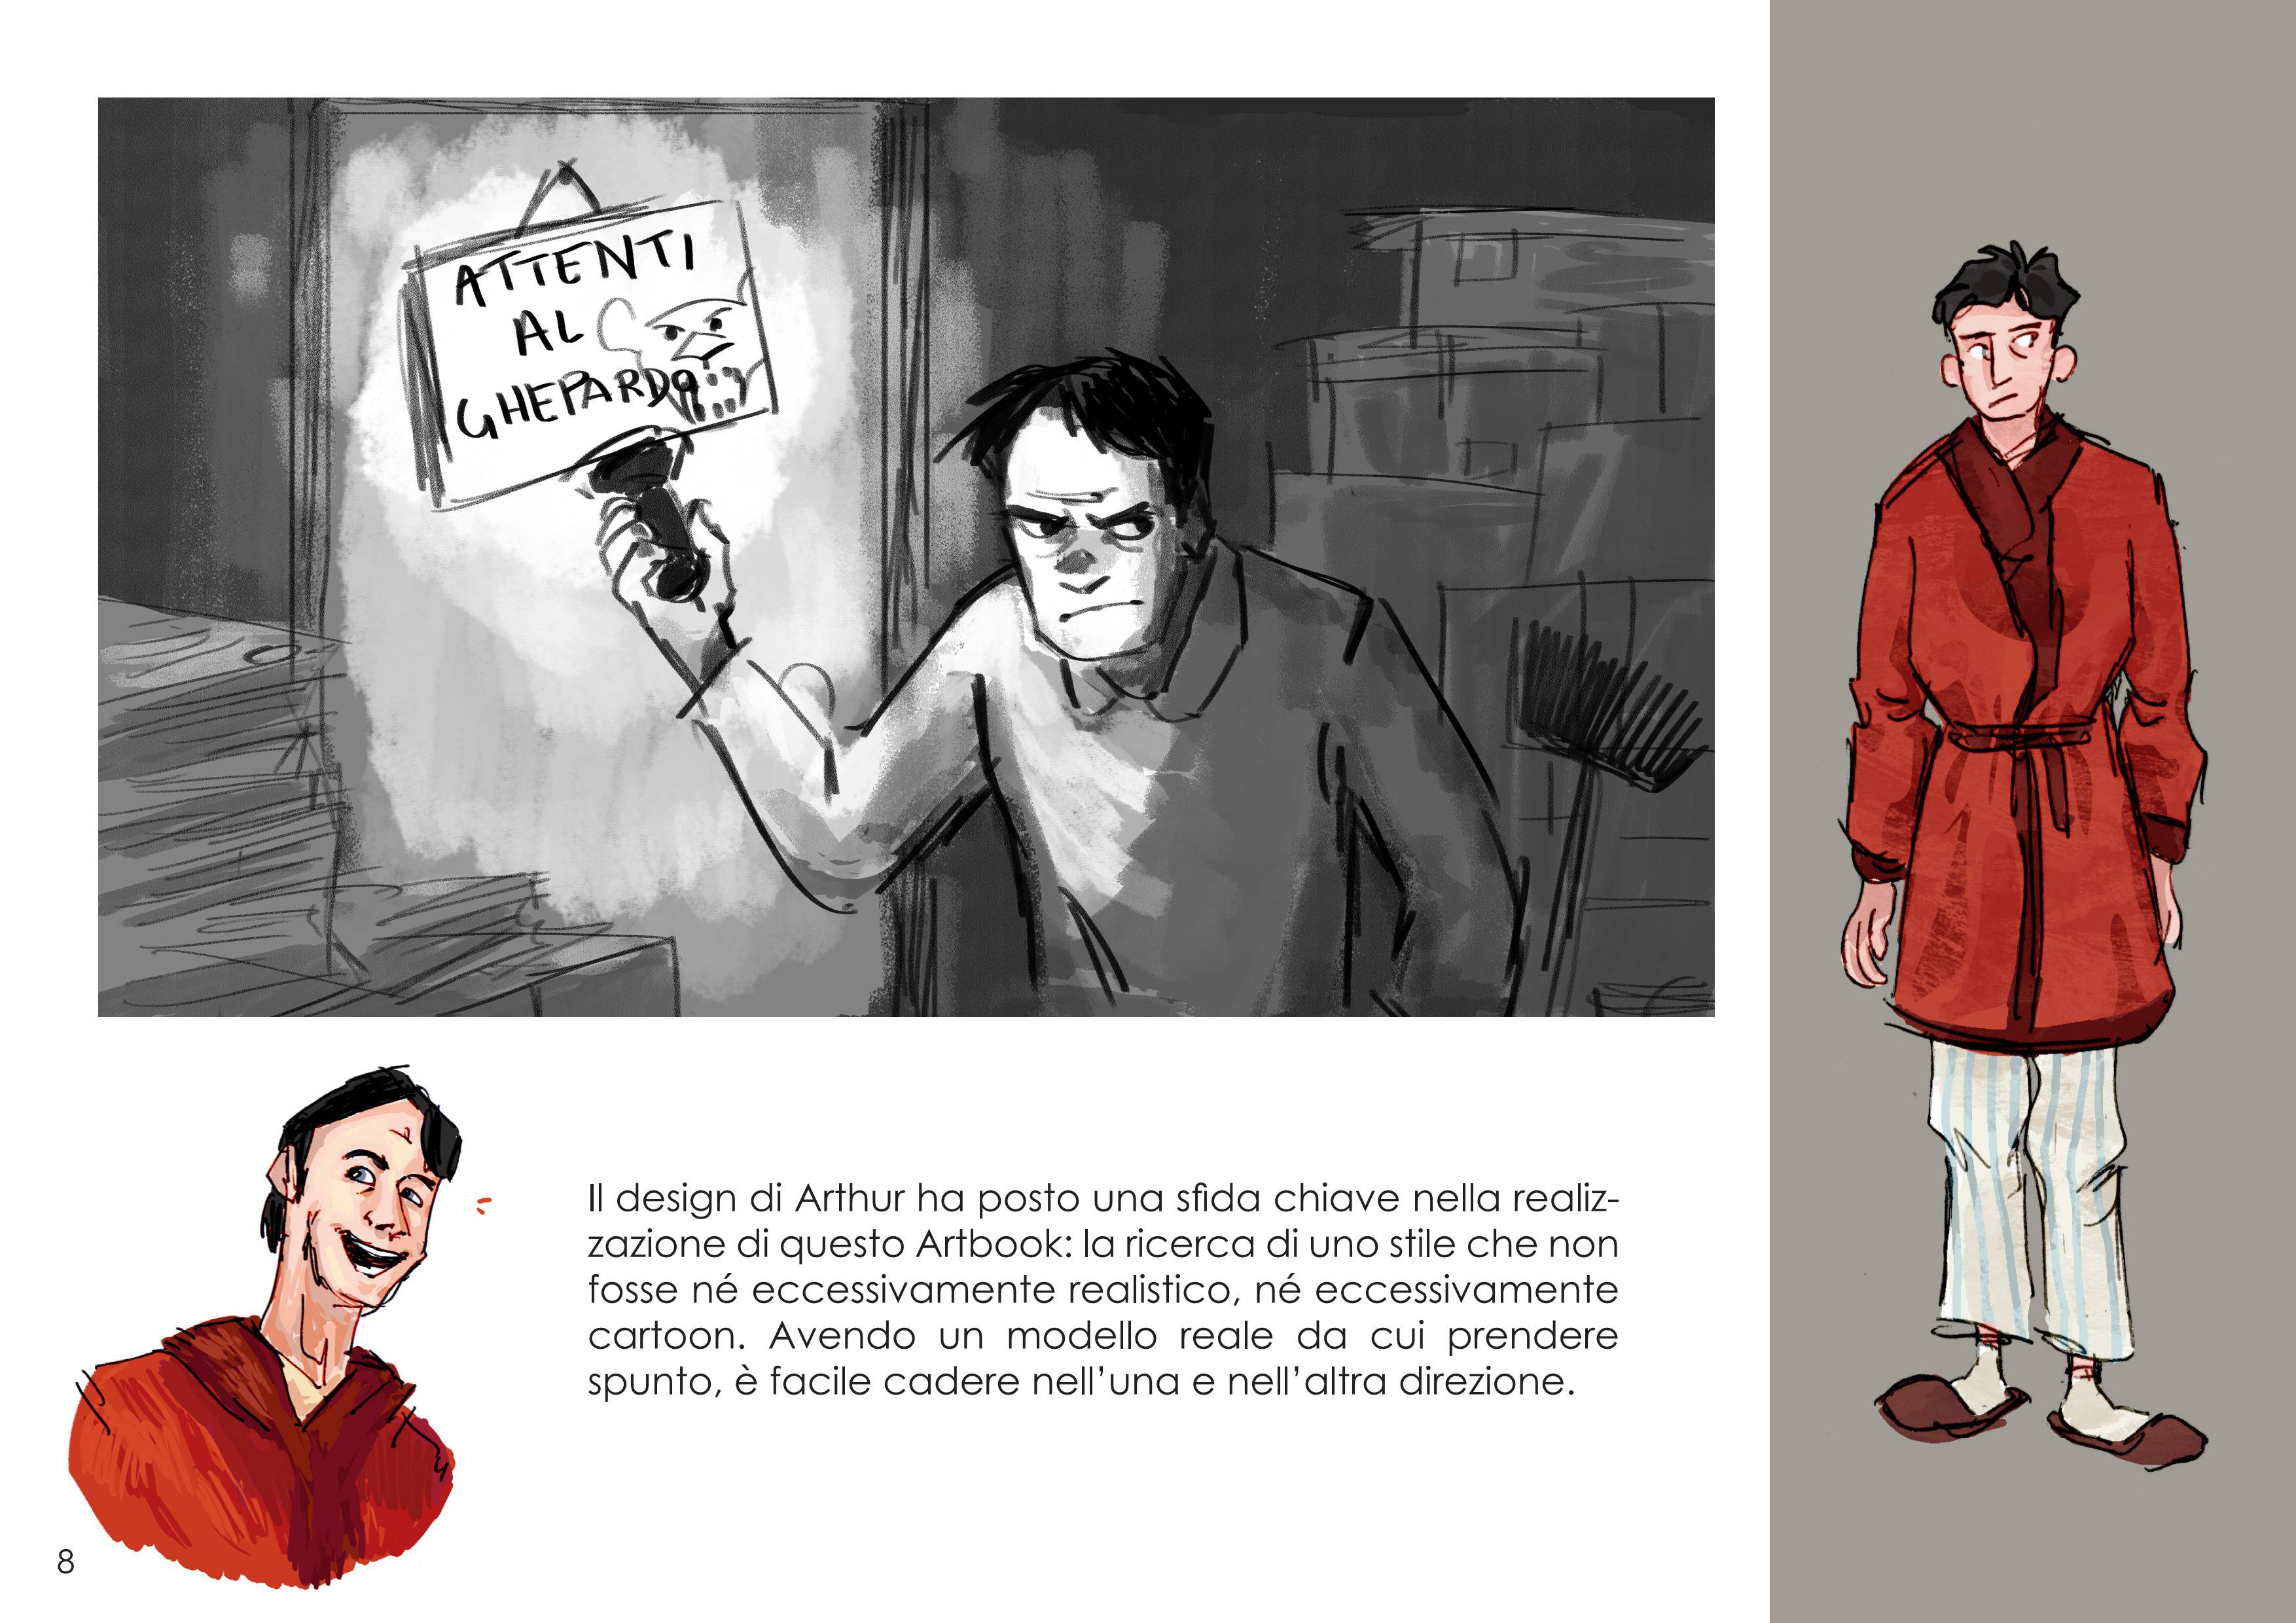 ATTENTI
AL
GHEPARDO
Il design di Arthur ha posto una sfida chiave nella realiz-
zazione di questo Artbook: la ricerca di uno stile che non
fosse né eccessivamente realistico, né eccessivamente
cartoon. Avendo un modello reale da cui prendere
spunto, è facile cadere nell’una e nell’altra direzione.
8